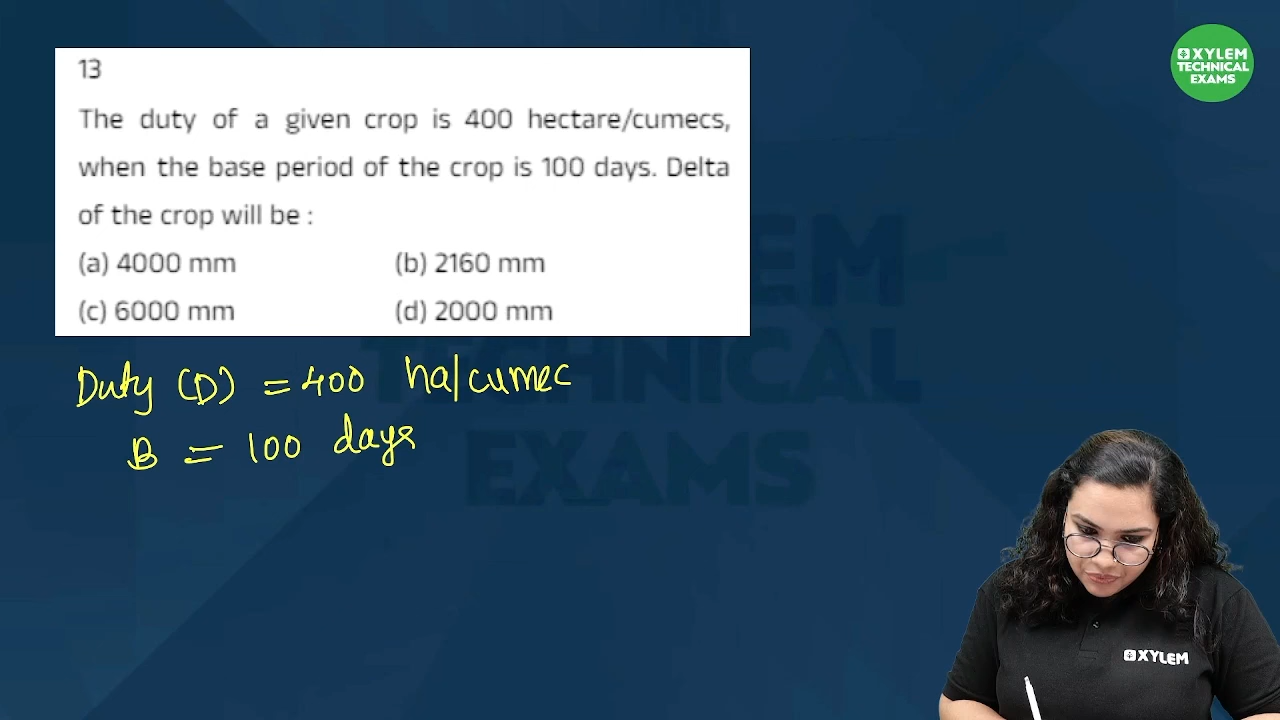 XYLEM
TECHNICAL
EXAMS
13
The duty of a given crop is 400 hectare/cumecs,
when the base period of the crop is 100 days. Delta
of the crop will be :
(a) 4000 mm (b) 2160 mm
(c) 6000 mm (d) 2000 mm
Duty (D) = 400 ha/cumec
B = 100 days
TECHNICAL
EXAMS
XYLEM